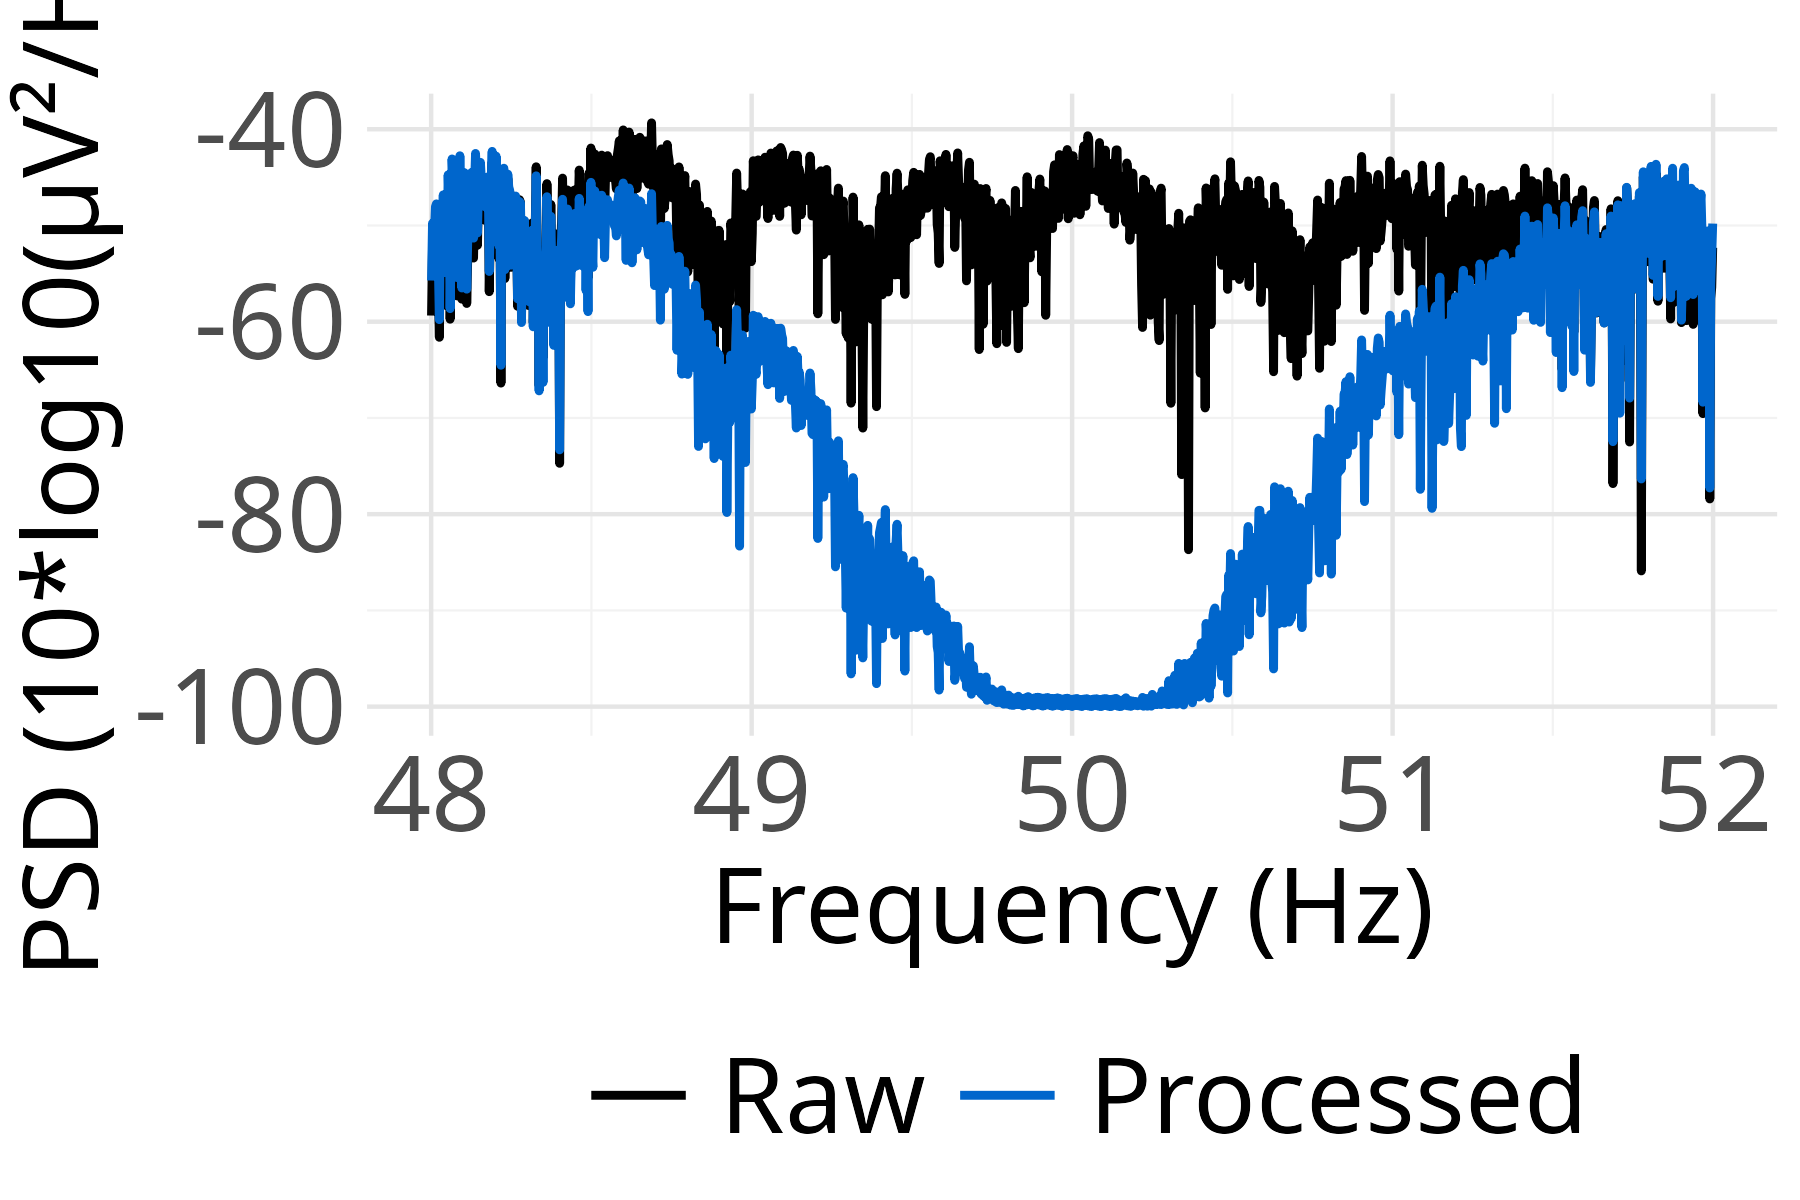 PSD (10*log10(µV²/H
-40
-60
-80
-100
48 49 50 51 52
Frequency (Hz)
Raw Processed